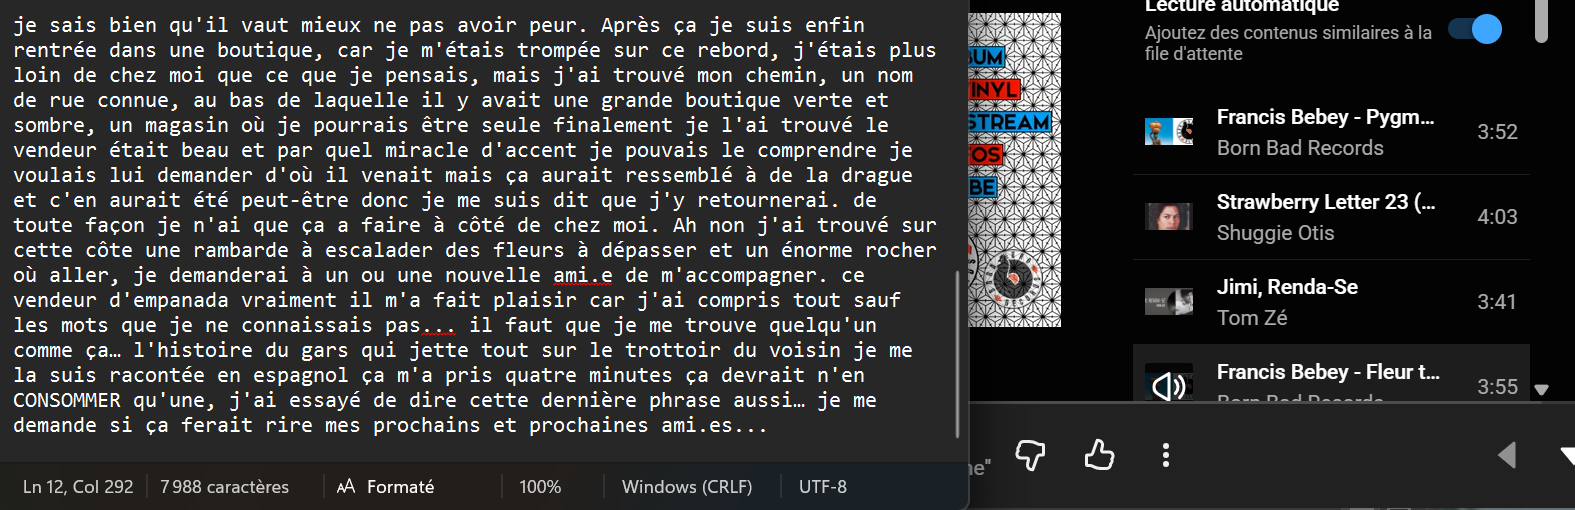 je sais bien qu'il vaut mieux ne pas avoir peur. Après ça je suis enfin
rentrée dans une boutique, car je m'étais trompée sur ce rebord, j'étais plus
loin de chez moi que ce que je pensais, mais j'ai trouvé mon chemin, un nom
de rue connue, au bas de laquelle il y avait une grande boutique verte et
sombre, un magasin où je pourrais être seule finalement je l'ai trouvé le
vendeur était beau et par quel miracle d'accent je pouvais le comprendre je
voulais lui demander d'où il venait mais ça aurait ressemblé à de la drague
et c'en aurait été peut-être donc je me suis dit que j'y retournerai. de
toute façon je n'ai que ça a faire à côté de chez moi. Ah non j'ai trouvé sur
cette côte une rambarde à escalader des fleurs à dépasser et un énorme rocher
où aller, je demanderai à un ou une nouvelle ami.e de m'accompagner. ce
vendeur d'empanada vraiment il m'a fait plaisir car j'ai compris tout sauf
les mots que je ne connaissais pas... il faut que je me trouve quelqu'un
comme ça… l'histoire du gars qui jette tout sur le trottoir du voisin je me
la suis racontée en espagnol ça m'a pris quatre minutes ça devrait n'en
CONSOMMER qu'une, j'ai essayé de dire cette dernière phrase aussi… je me
demande si ça ferait rire mes prochains et prochaines ami.es...
Ln 12, Col 292
7 988 caractères
Formaté
100%
Windows (CRLF)
UTF-8
BUM
INYL
STREAM
OS
BE
ne"
Lecture automatique
Ajoutez des contenus similaires à la
file d'attente
Francis Bebey - Pygm...
Born Bad Records
3:52
Strawberry Letter 23 (...
Shuggie Otis
4:03
Jimi, Renda-Se
Tom Zé
3:41
Francis Bebey - Fleur t...
Born Bad Records
3:55